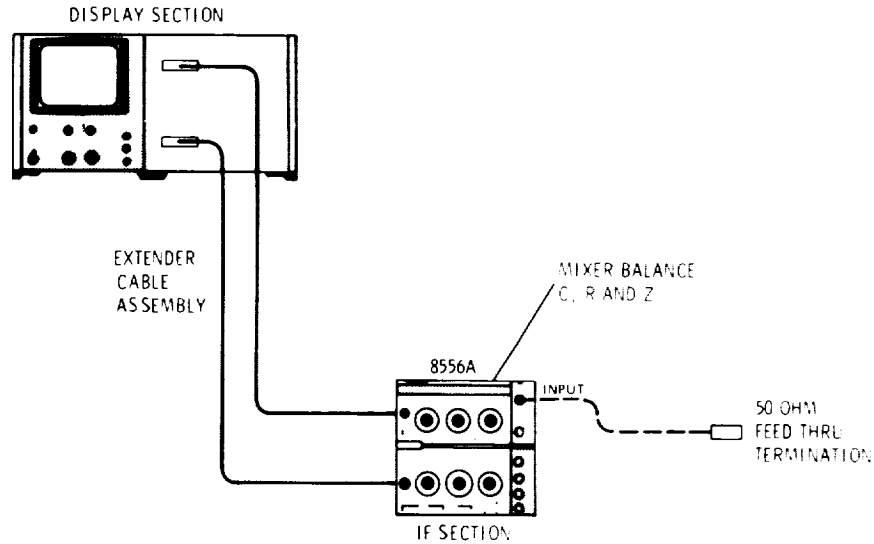 DISPLAY SECTION
EXTENDER
CABLE
ASSEMBLY
MIXER BALANCE
C, R AND Z
8556A
INPUT
50 OHM
FEED THRU
TERMINATION
IF SECTION